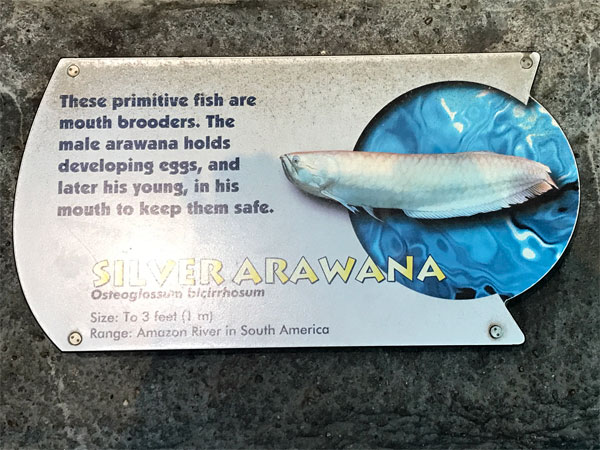 These primitive fish are
mouth brooders. The
male arawana holds
developing eggs, and
later his young, in his
mouth to keep them safe.
SILVER ARAWANA
Osteoglossum bicirrhosum
Size: To 3 feet (1 m)
Range: Amazon River in South America